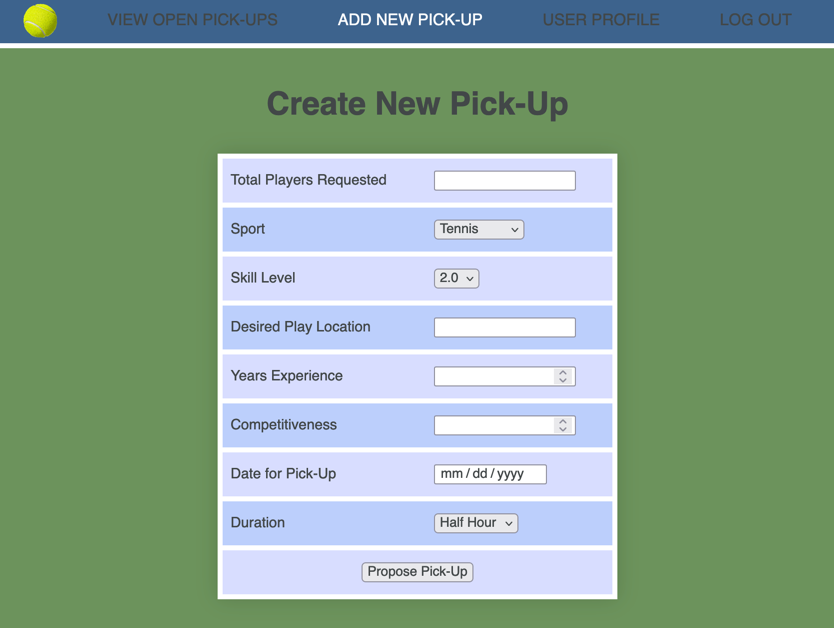 VIEW OPEN PICK-UPS ADD NEW PICK-UP USER PROFILE LOG OUT
Create New Pick-Up
Total Players Requested
Sport Tennis
Skill Level 2.0
Desired Play Location
Years Experience
Competitiveness
Date for Pick-Up mm / dd / yyyy
Duration Half Hour
Propose Pick-Up